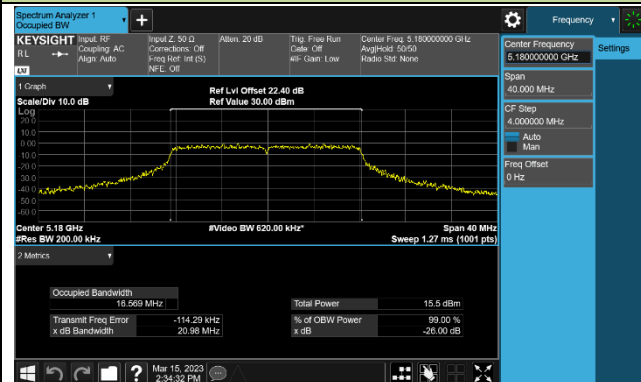 Spectrum Analyzer 1
Occupied BW
+
Frequency
KEYSIGHT
RL
LXI
Input: RF
Coupling: AC
Align: Auto
Input Z: 50 Ω
Corrections: Off
Freq Ref: Int (S)
NFE: Off
Atten: 20 dB
Trig: Free Run
Gate: Off
#IF Gain: Low
Center Freq: 5.180000000 GHz
Avg|Hold: 50/50
Radio Std: None
Center Frequency
5.180000000 GHz
Settings
Span
40.000 MHz
CF Step
4.000000 MHz
Auto
Man
Freq Offset
0 Hz
1 Graph
Scale/Div 10.0 dB
Ref Lvl Offset 22.40 dB
Ref Value 30.00 dBm
Log
20.0
10.0
0.00
-10.0
-20.0
-30.0
-40.0
-50.0
-60.0
Center 5.18 GHz
#Video BW 620.00 kHz*
Span 40 MHz
#Res BW 200.00 kHz
Sweep 1.27 ms (1001 pts)
2 Metrics
Occupied Bandwidth
16.569 MHz
Total Power
15.5 dBm
Transmit Freq Error
-114.29 kHz
% of OBW Power
99.00 %
x dB Bandwidth
20.98 MHz
x dB
-26.00 dB
?
Mar 15, 2023
2:34:32 PM